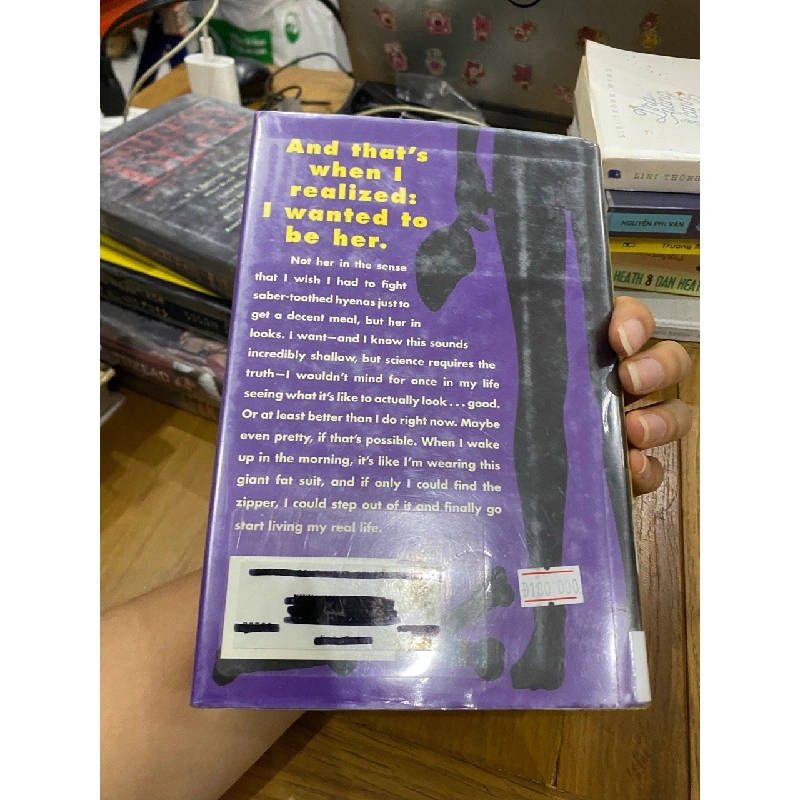 And that's
when I
realized:
I wanted to
be her.
Not her in the sense
that I wish I had to fight
saber-toothed hyenas just to
get a decent meal, but her in
looks. I want—and I know this sounds
incredibly shallow, but science requires the
truth—I wouldn't mind for once in my life
seeing what it's like to actually look . . . good.
Or at least better than I do right now. Maybe
even pretty, if that's possible. When I wake
up in the morning, it's like I'm wearing this
giant fat suit, and if only I could find the
zipper, I could step out of it and finally go
start living my real life.
Đ180 000
LINI THÔNG
NGUYỄN PHI VÂN
Trương
HEATH & DAN HEAT